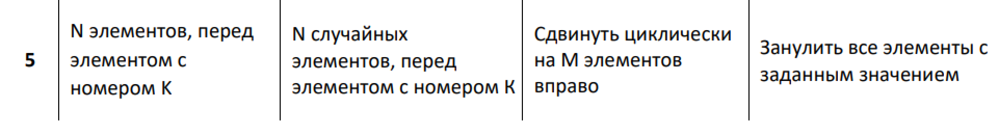 5
N элементов, перед
элементом с
номером K
N случайных
элементов, перед
элементом с номером К
Сдвинуть циклически
на M элементов
вправо
Занулить все элементы с
заданным значением